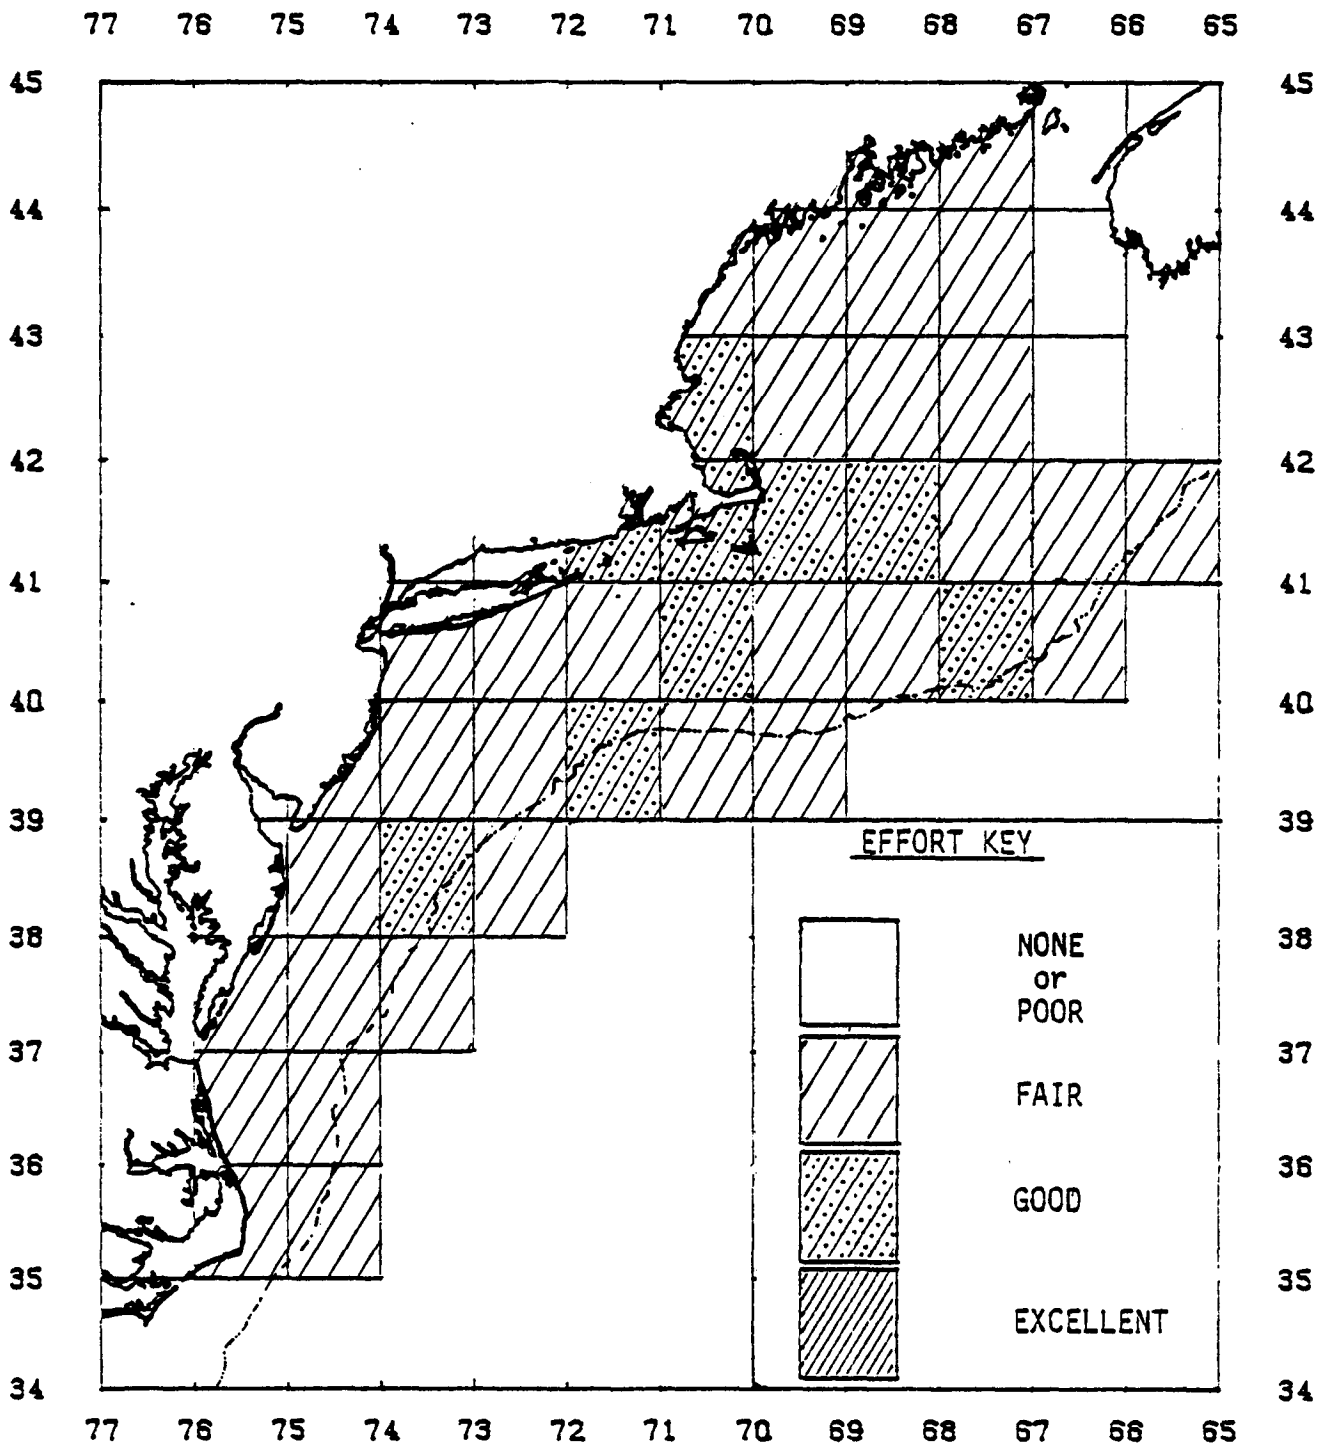 77 76 75 74 73 72 71 70 69 68 67 66 65
45 45
44 44
43 43
42 42
41 41
40 40
39 39
EFFORT KEY
38 38
NONE
or
POOR
37 37
FAIR
36 36
GOOD
35 35
EXCELLENT
34 34
77 76 75 74 73 72 71 70 69 68 67 66 65